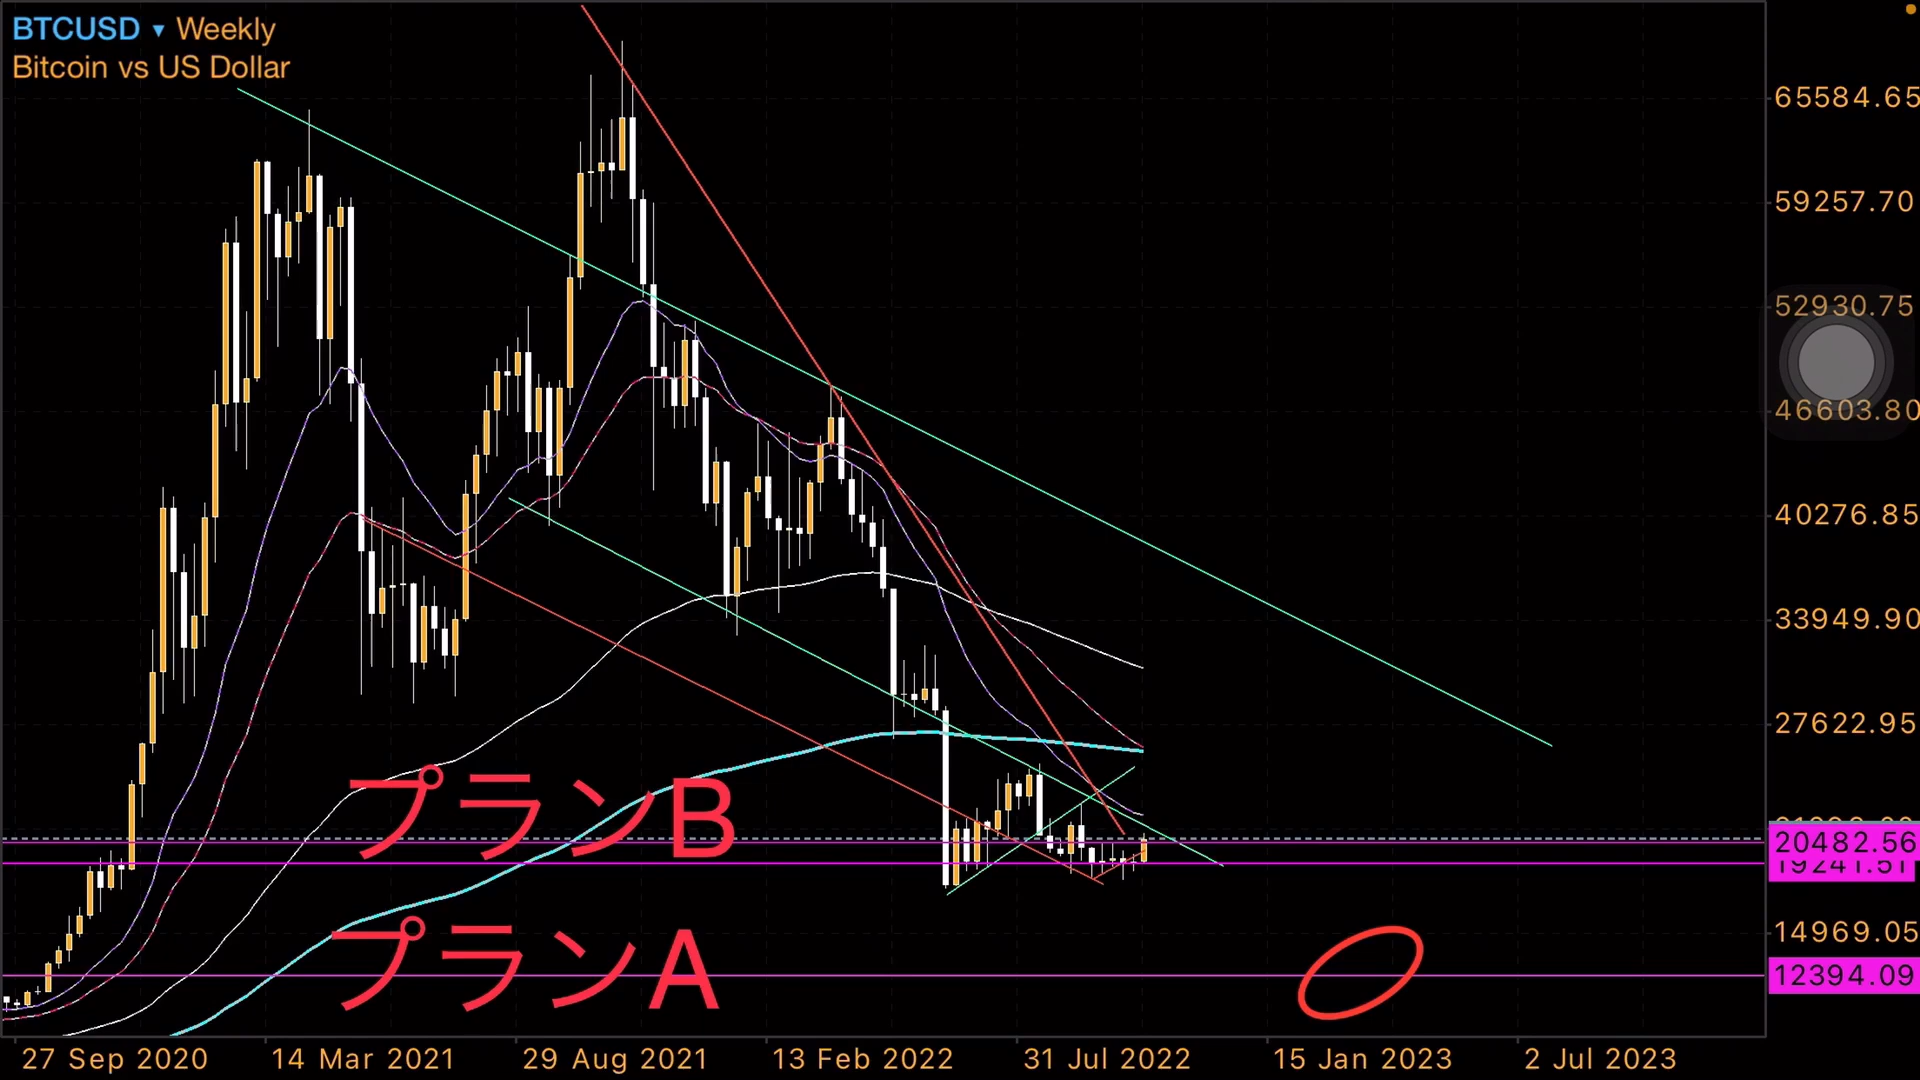 BTCUSD ▾ Weekly
Bitcoin vs US Dollar
65584.65
59257.70
52930.75
46603.80
40276.85
33949.90
27622.95
20482.56
19241.51
14969.05
12394.09
プランB
プランA
27 Sep 2020
14 Mar 2021
29 Aug 2021
13 Feb 2022
31 Jul 2022
15 Jan 2023
2 Jul 2023